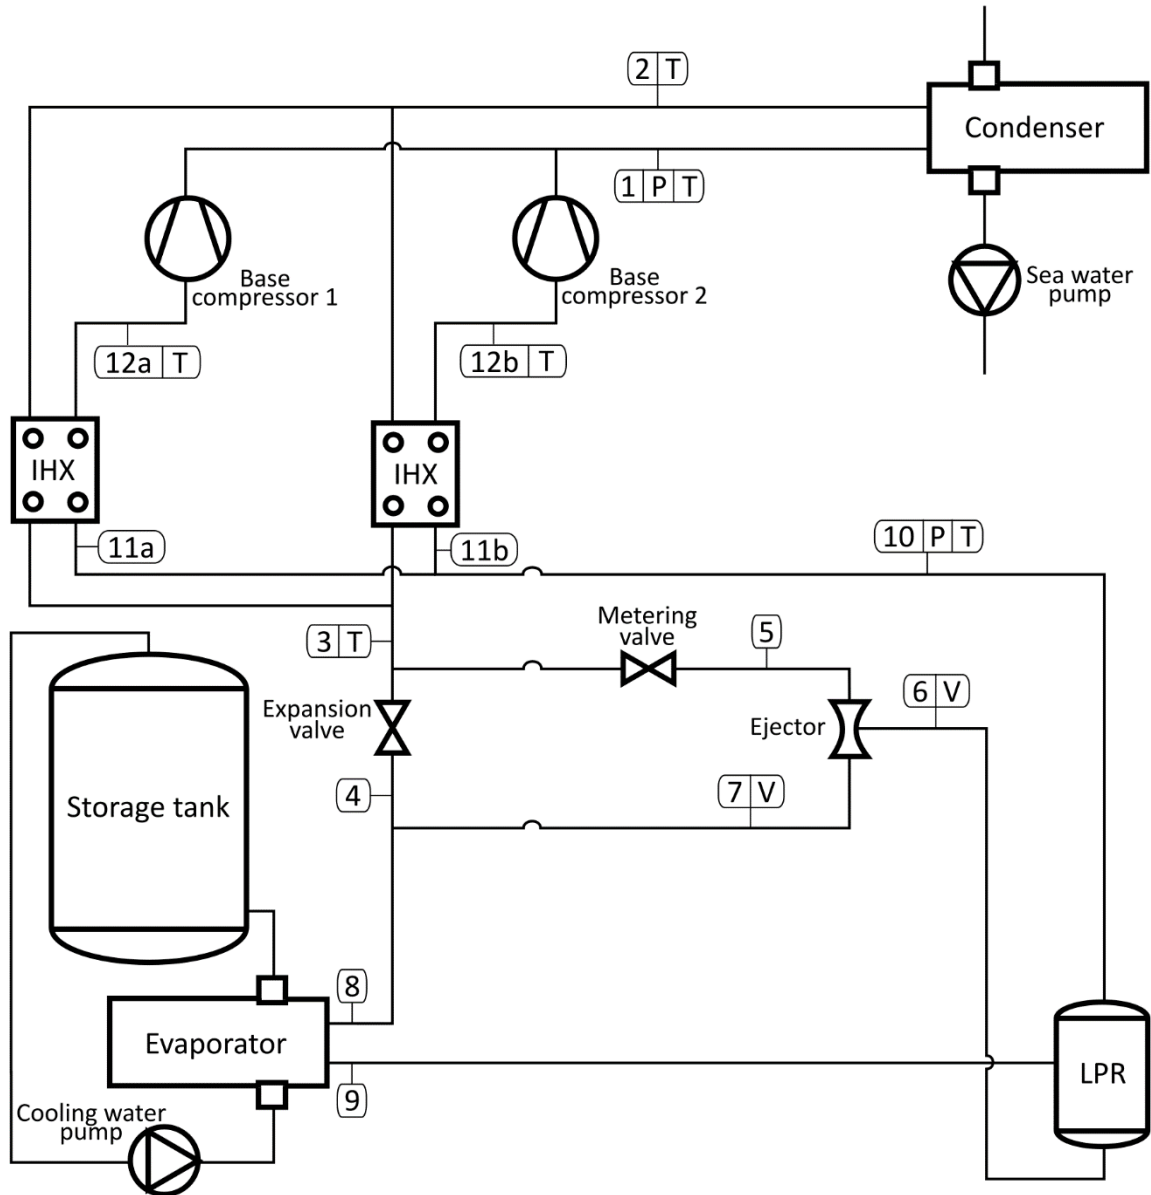 2 T
Condenser
1 P T
Base
compressor 1
Base
compressor 2
Sea water
pump
12a T
12b T
IHX
IHX
11a
11b
10 P T
3 T
Metering
valve
5
Expansion
valve
Ejector
6 V
4
7 V
Storage tank
8
Evaporator
9
LPR
Cooling water
pump